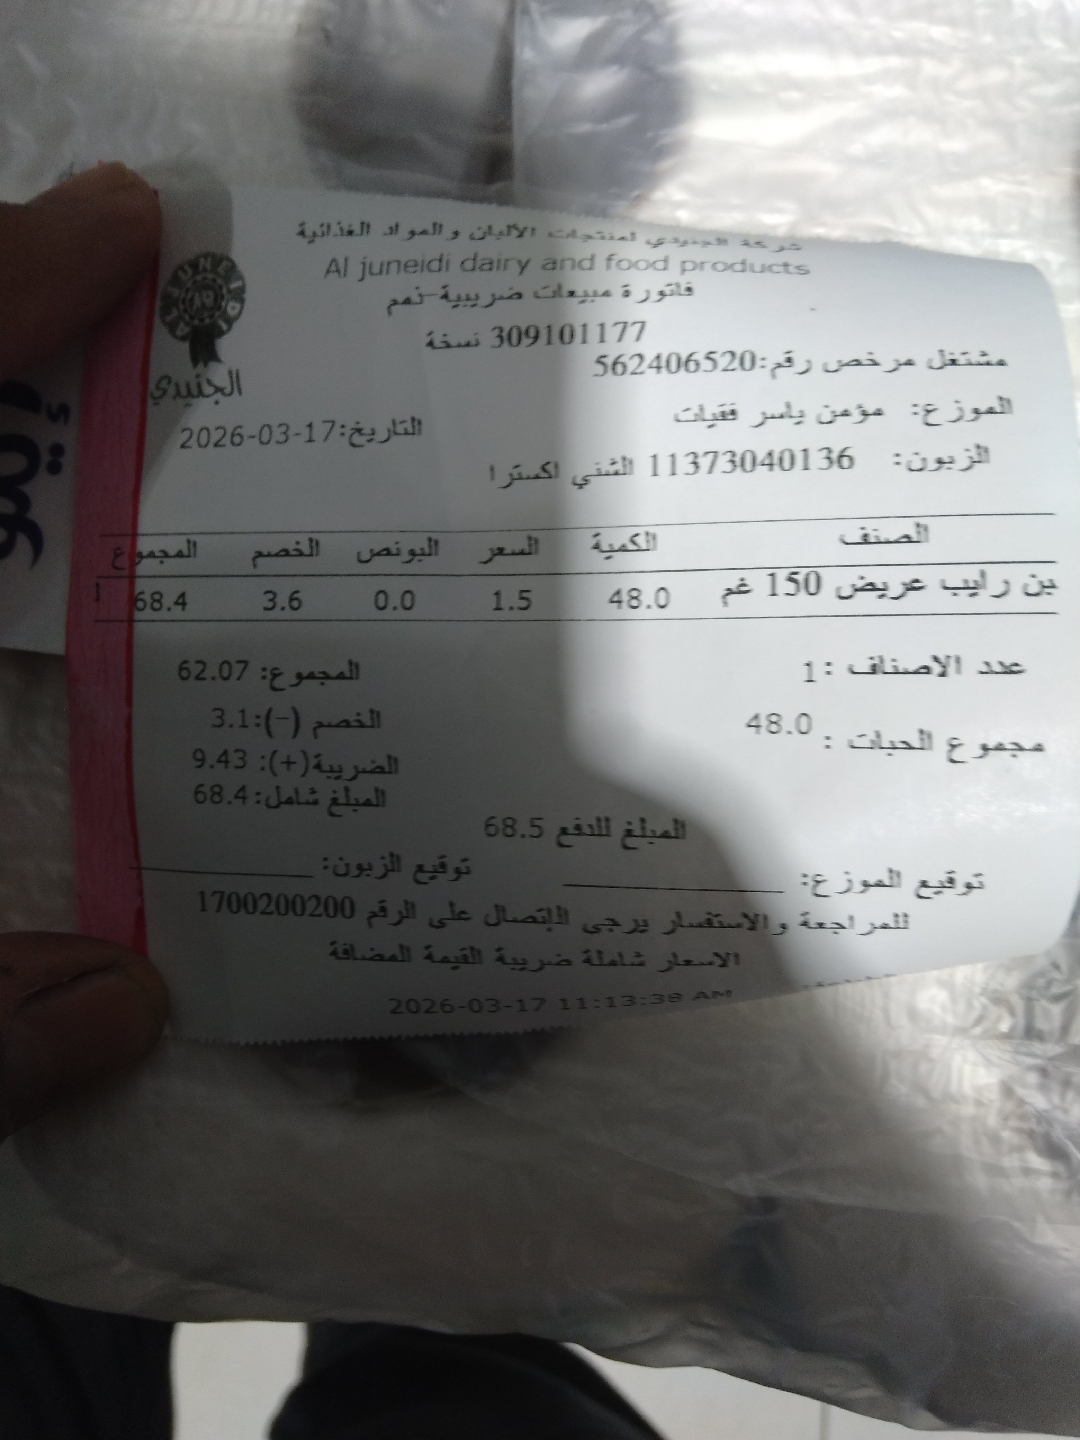 شركة الجنيدي لمنتجات الألبان والمواد الغذائية
Al juneidi dairy and food products
فاتورة مبيعات ضريبية-نمم
309101177 نسخة
AL JUNEIDI
الجنيدي
مشتغل مرخص رقم:562406520
الموزع: مؤمن ياسر فقيات
التاريخ:2026-03-17
الزبون: 11373040136 الشني اكسترا
الصنف الكمية السعر البونص الخصم المجموع
بن رايب عريض 150 غم 48.0 1.5 0.0 3.6 68.4 1
عدد الاصناف :1
المجموع: 62.07
مجموع الحبات : 48.0
الخصم (-):3.1
الضريبة(+): 9.43
المبلغ شامل:68.4
المبلغ للدفع 68.5
توقيع الموزع: توقيع الزبون:
للمراجعة والاستفسار يرجى الإتصال على الرقم 1700200200
الاسعار شاملة ضريبة القيمة المضافة
2026-03-17 11:13:38 AM